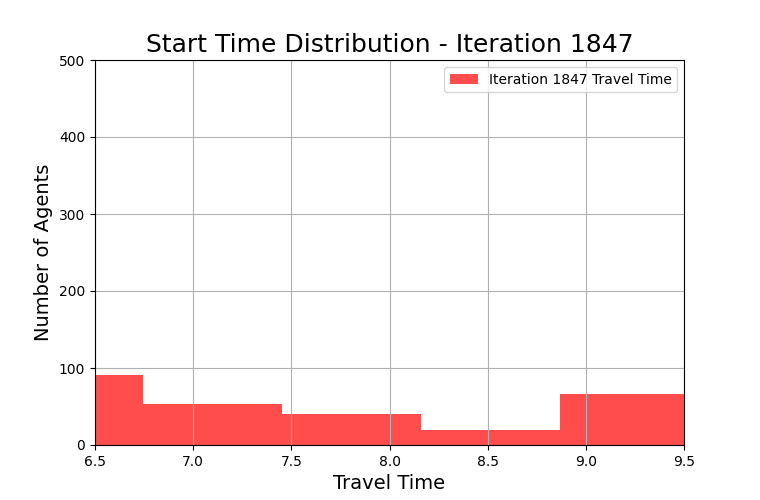 Start Time Distribution - Iteration 1847
500
Iteration 1847 Travel Time
400
300
200
100
0
Number of Agents
6.5 7.0 7.5 8.0 8.5 9.0 9.5
Travel Time